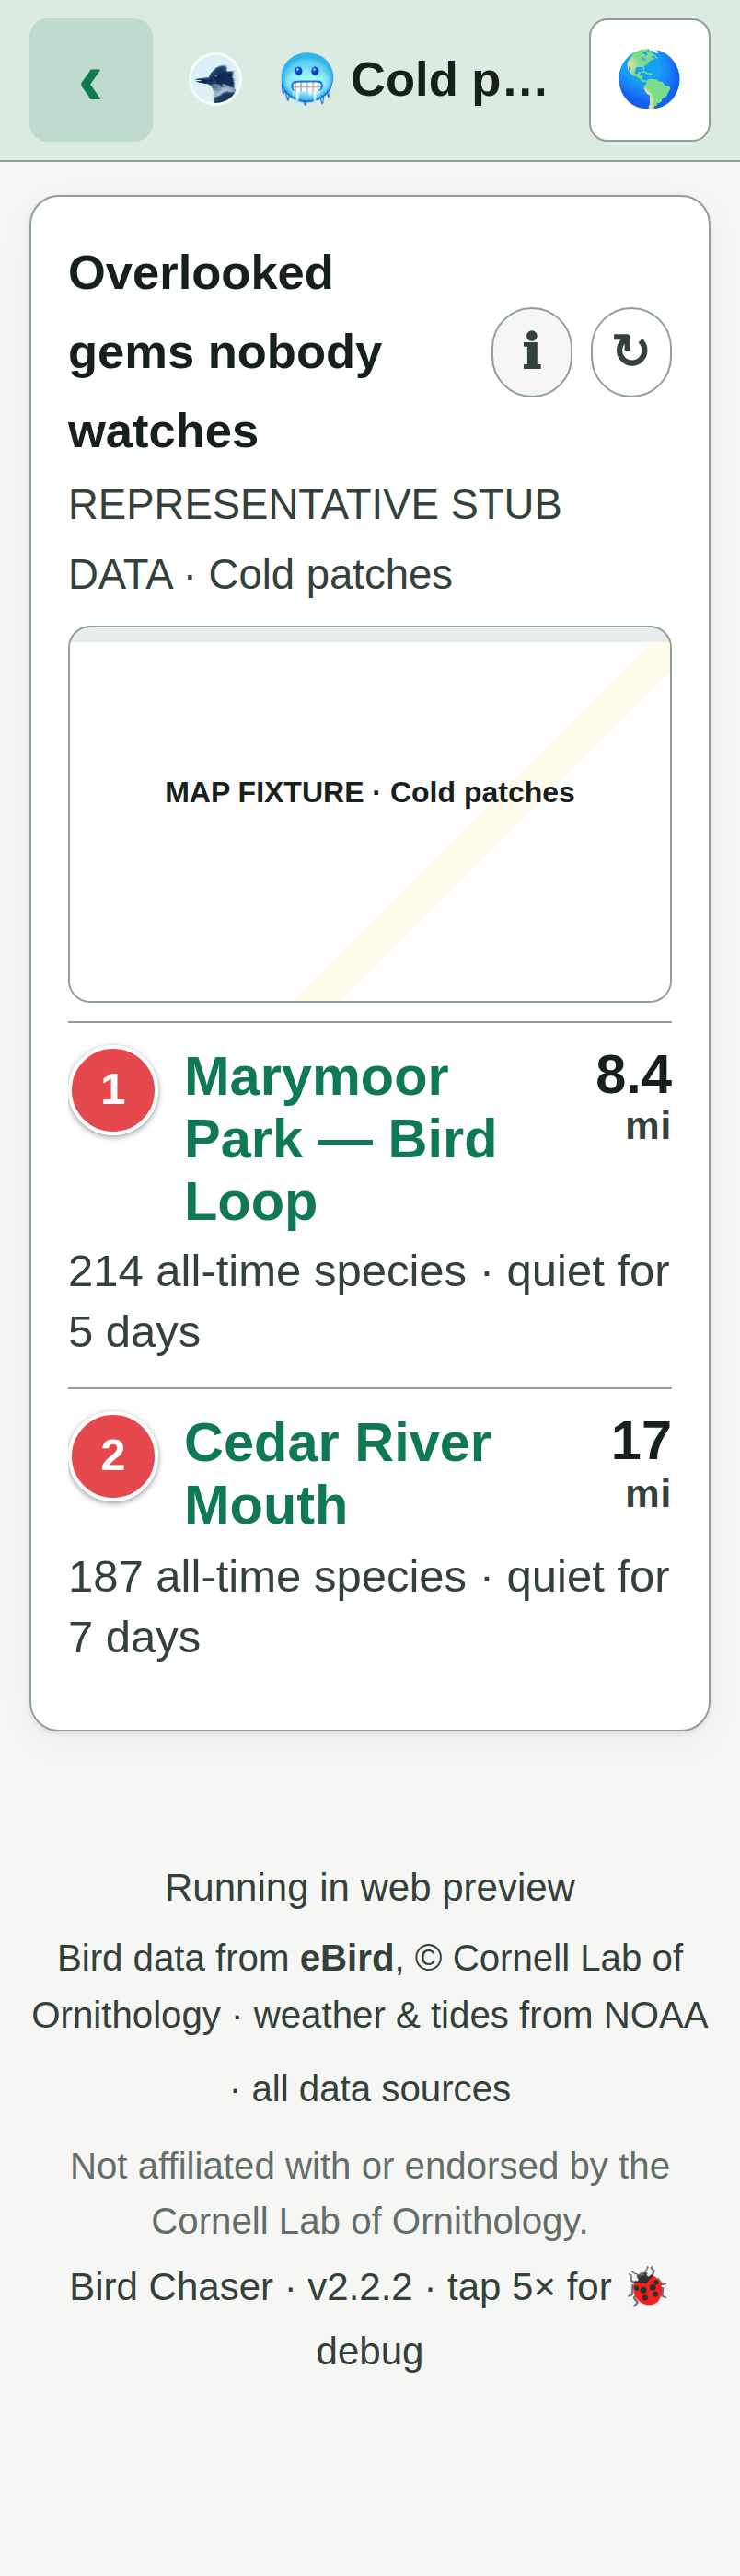 ‹ 🥶 Cold p… 🌎
Overlooked
gems nobody
watches
ℹ ↻
REPRESENTATIVE STUB
DATA · Cold patches
MAP FIXTURE · Cold patches
1 Marymoor 8.4
Park — Bird mi
Loop
214 all-time species · quiet for
5 days
2 Cedar River 17
Mouth mi
187 all-time species · quiet for
7 days
Running in web preview
Bird data from eBird, © Cornell Lab of
Ornithology · weather & tides from NOAA
· all data sources
Not affiliated with or endorsed by the
Cornell Lab of Ornithology.
Bird Chaser · v2.2.2 · tap 5× for 🐞
debug